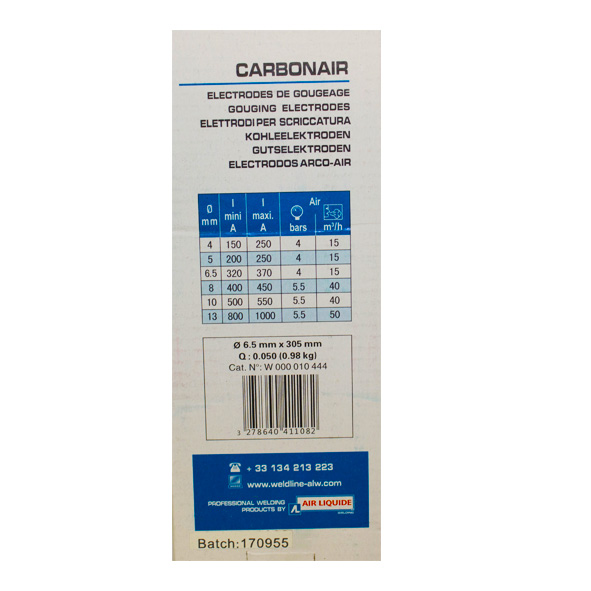 CARBONAIR
ELECTRODES DE GOUGEAGE
GOUGING ELECTRODES
ELETTRODI PER SCRICCATURA
KOHLEELEKTRODEN
GUTSELEKTRODEN
ELECTRODOS ARCO-AIR
Ø mm I mini A I maxi. A Air bars m³/h
4 150 250 4 15
5 200 250 4 15
6.5 320 370 4 15
8 400 450 5.5 40
10 500 550 5.5 40
13 800 1000 5.5 50
Ø 6.5 mm x 305 mm
Q : 0.050 (0.98 kg)
Cat. N°: W 000 010 444
3 278640 411082
+ 33 134 213 223
www.weldline-alw.com
PROFESSIONAL WELDING
PRODUCTS BY
AIR LIQUIDE
Batch:170955